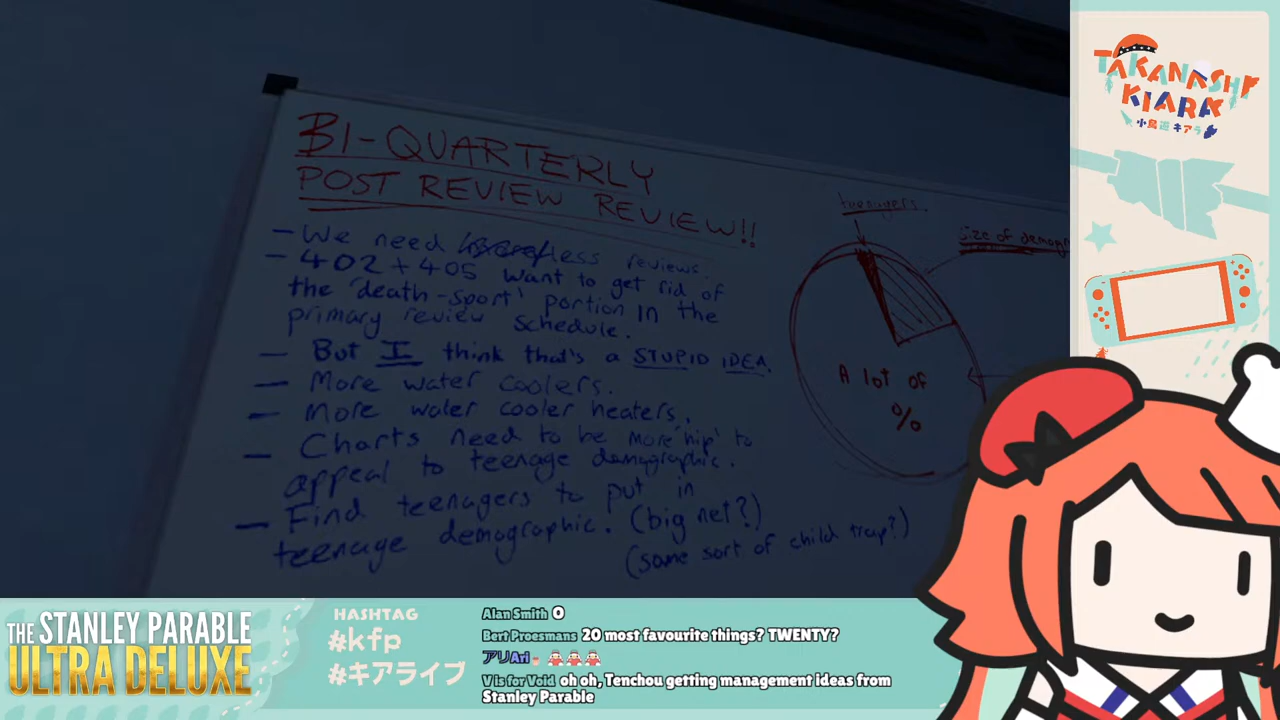 BI-QUARTERLY
POST REVIEW REVIEW!!
- We need less reviews.
- 402 + 405 want to get rid of
the 'death-sport' portion in the
primary review schedule.
- But I think that's a STUPID IDEA.
- More water coolers.
- More water cooler heaters.
- Charts need to be more 'hip' to
appeal to teenage demographic.
- Find teenagers to put in
teenage demographic. (big net?)
(some sort of child trap?)
teenagers.
size of demogr
A lot of
%
TAKANASHI
KIARA
小鳥遊キアラ
THE STANLEY PARABLE
ULTRA DELUXE
HASHTAG
#kfp
#キアライブ
Alan Smith O
Bert Proesmans 20 most favourite things? TWENTY?
アリAri
V is for Void oh oh, Tenchou getting management ideas from
Stanley Parable